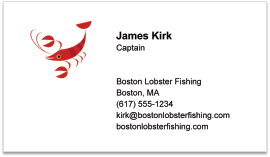 James Kirk
Captain
Boston Lobster Fishing
Boston, MA
(617) 555-1234
kirk@bostonlobsterfishing.com
bostonlobsterfishing.com